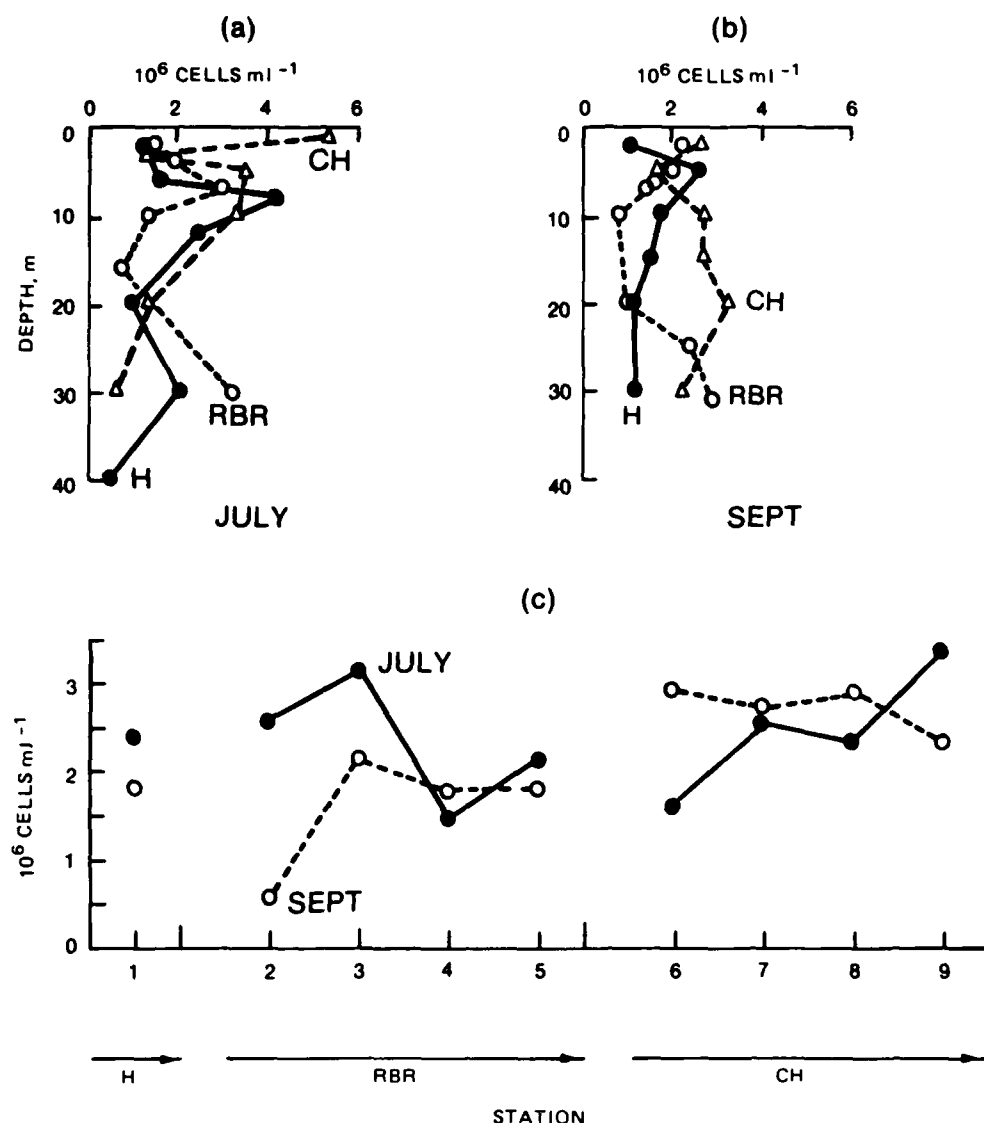 (a)
10⁶ CELLS ml⁻¹
0 2 4 6
0
10
20
30
40
DEPTH, m
CH
RBR
H
JULY
(b)
10⁶ CELLS ml⁻¹
0 2 4 6
0
10
20
30
40
CH
RBR
H
SEPT
(c)
10⁶ CELLS ml⁻¹
3
2
1
0
JULY
SEPT
1 2 3 4 5 6 7 8 9
H RBR CH
STATION